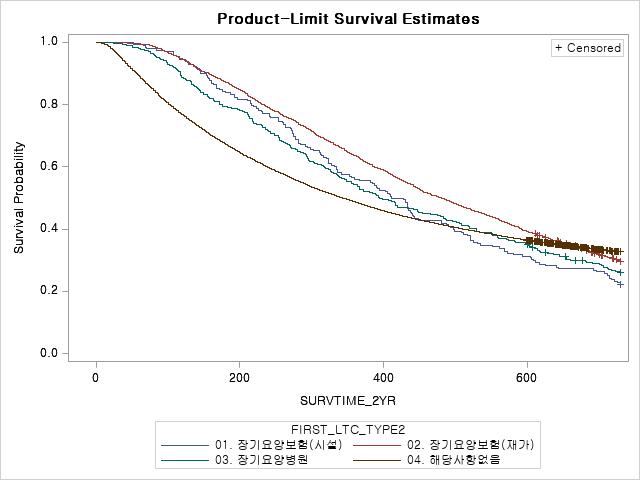 Product-Limit Survival Estimates
+ Censored
1.0
0.8
0.6
0.4
0.2
0.0
Survival Probability
0 200 400 600
SURVTIME_2YR
FIRST_LTC_TYPE2
01. 장기요양보험(시설) 02. 장기요양보험(재가)
03. 장기요양병원 04. 해당사항없음